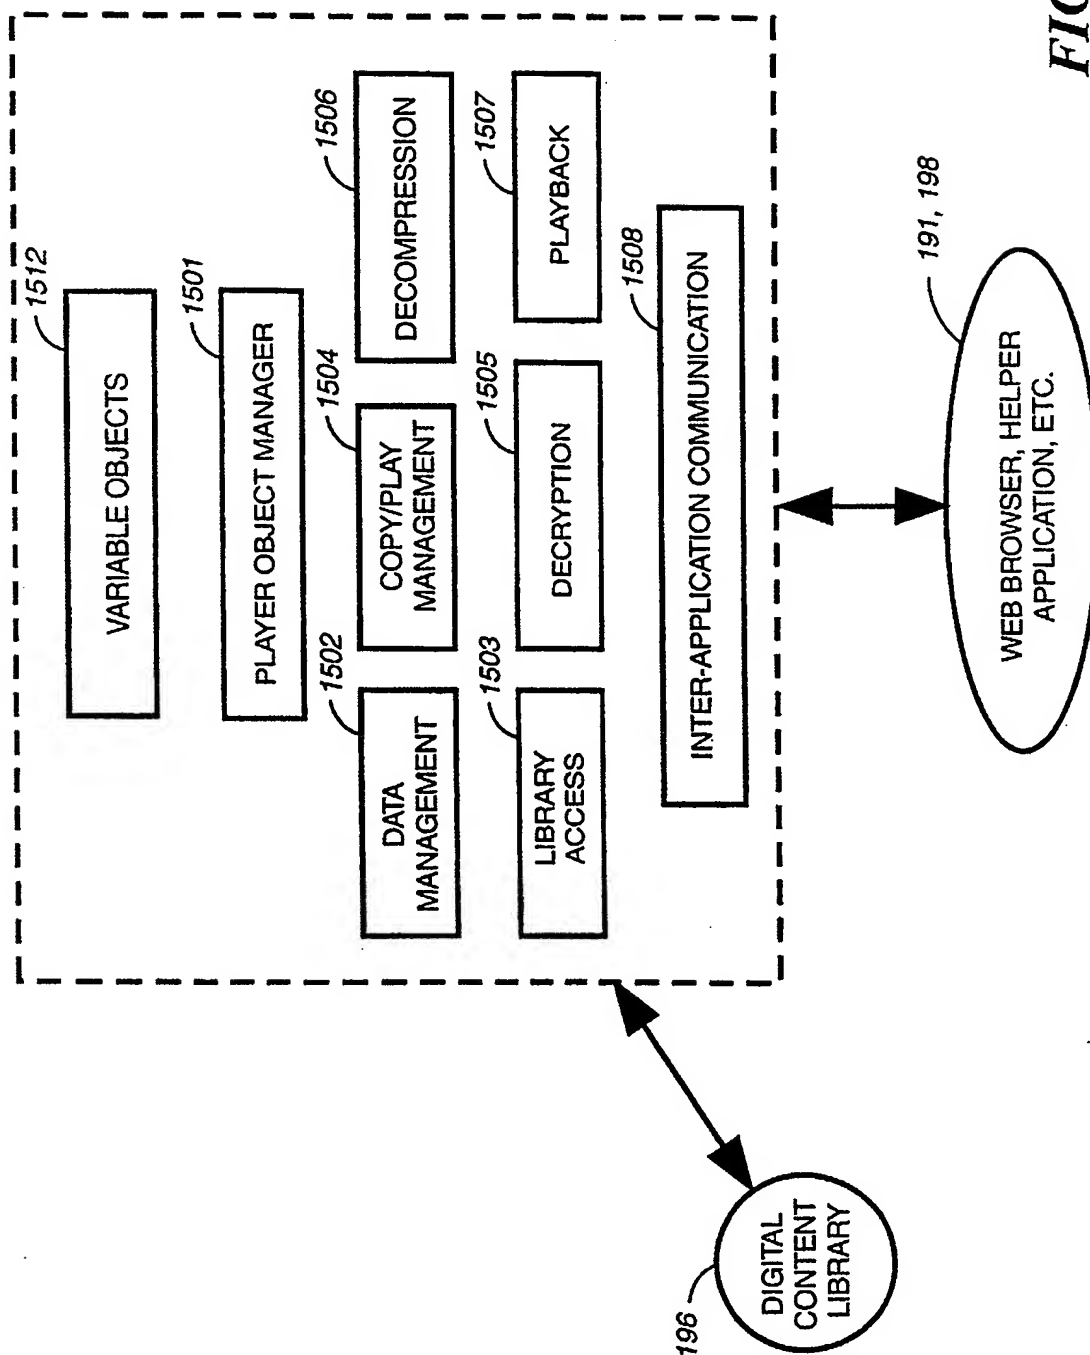 1512
VARIABLE OBJECTS
1501
PLAYER OBJECT MANAGER
1502
DATA
MANAGEMENT
1504
COPY/PLAY
MANAGEMENT
1506
DECOMPRESSION
1503
LIBRARY
ACCESS
1505
DECRYPTION
1507
PLAYBACK
1508
INTER-APPLICATION COMMUNICATION
196
DIGITAL
CONTENT
LIBRARY
191, 198
WEB BROWSER, HELPER
APPLICATION, ETC.